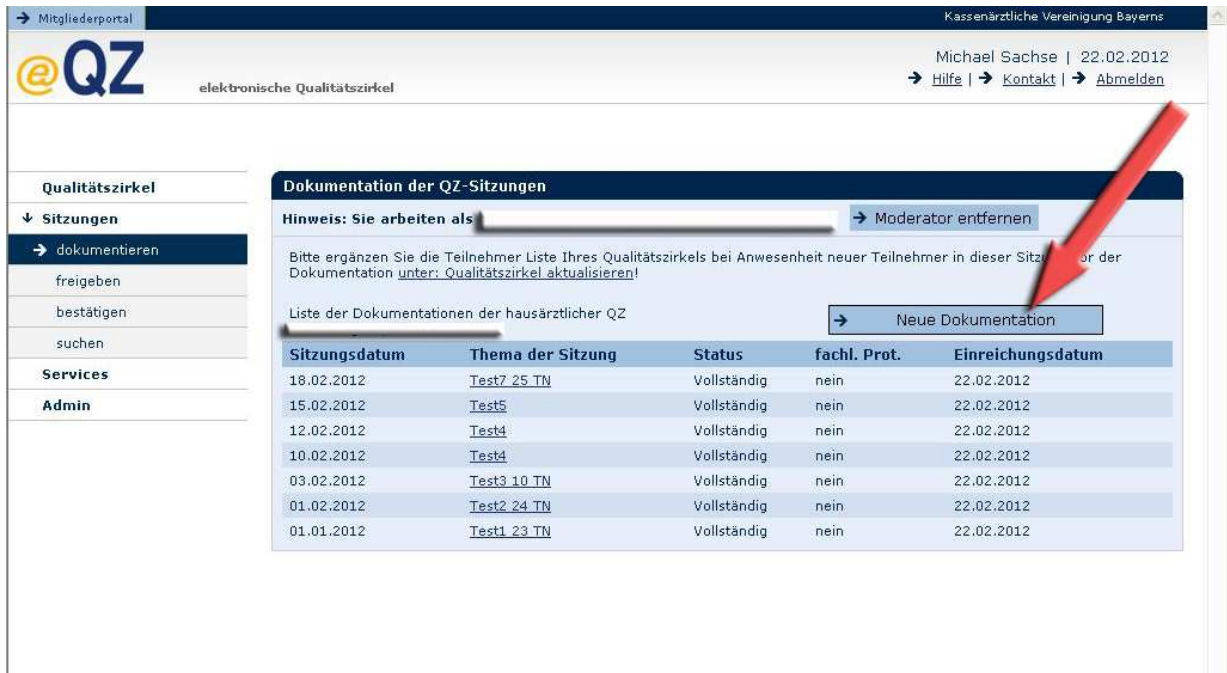 Mitgliederportal
Kassenärztliche Vereinigung Bayerns
@QZ
elektronische Qualitätszirkel
Michael Sachse | 22.02.2012
Hilfe | Kontakt | Abmelden
Qualitätszirkel
Sitzungen
dokumentieren
freigeben
bestätigen
suchen
Services
Admin
Dokumentation der QZ-Sitzungen
Hinweis: Sie arbeiten als
Moderator entfernen
Bitte ergänzen Sie die Teilnehmer Liste Ihres Qualitätszirkels bei Anwesenheit neuer Teilnehmer in dieser der
Dokumentation unter: Qualitätszirkel aktualisieren!
Liste der Dokumentationen der hausärztlicher QZ
Neue Dokumentation
Sitzungsdatum Thema der Sitzung Status fachl. Prot. Einreichungsdatum
18.02.2012 Test7 25 TN Vollständig nein 22.02.2012
15.02.2012 Test5 Vollständig nein 22.02.2012
12.02.2012 Test4 Vollständig nein 22.02.2012
10.02.2012 Test4 Vollständig nein 22.02.2012
03.02.2012 Test3 10 TN Vollständig nein 22.02.2012
01.02.2012 Test2 24 TN Vollständig nein 22.02.2012
01.01.2012 Test1 23 TN Vollständig nein 22.02.2012